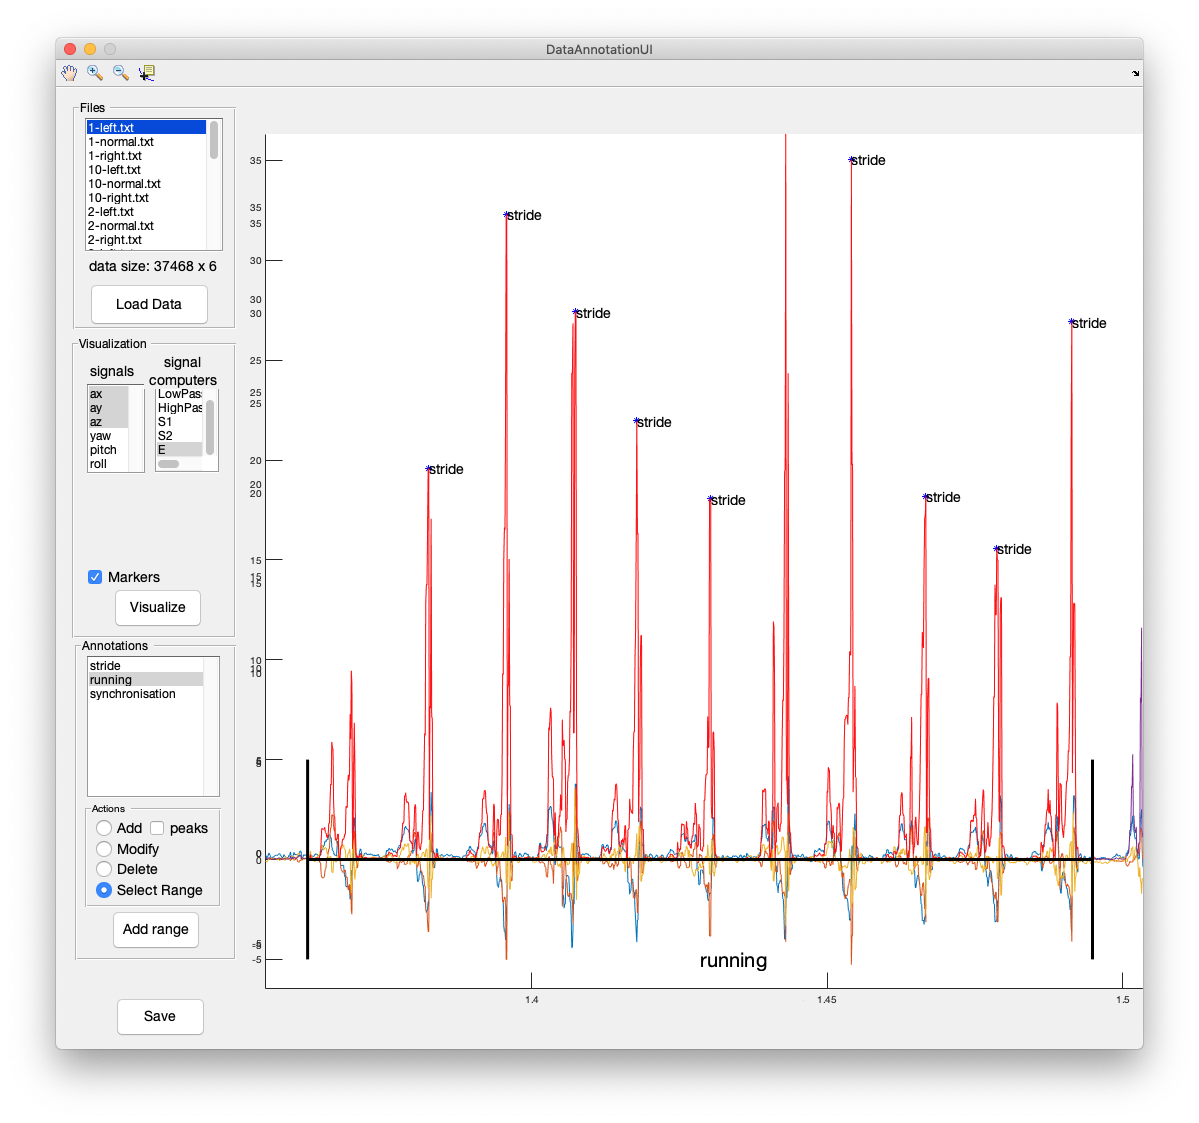 DataAnnotationUI
Files
1-left.txt
1-normal.txt
1-right.txt
10-left.txt
10-normal.txt
10-right.txt
2-left.txt
2-normal.txt
2-right.txt
data size: 37468 x 6
Load Data
Visualization
signals
signal
computers
ax
ay
az
yaw
pitch
roll
LowPas
HighPas
S1
S2
E
Markers
Visualize
Annotations
stride
running
synchronisation
Actions
Add
peaks
Modify
Delete
Select Range
Add range
Save
35
35
35
30
30
30
25
25
25
20
20
20
15
15
15
10
10
10
5
5
0
0
-5
-5
-5
stride
stride
stride
stride
stride
stride
stride
stride
stride
running
1.4
1.45
1.5